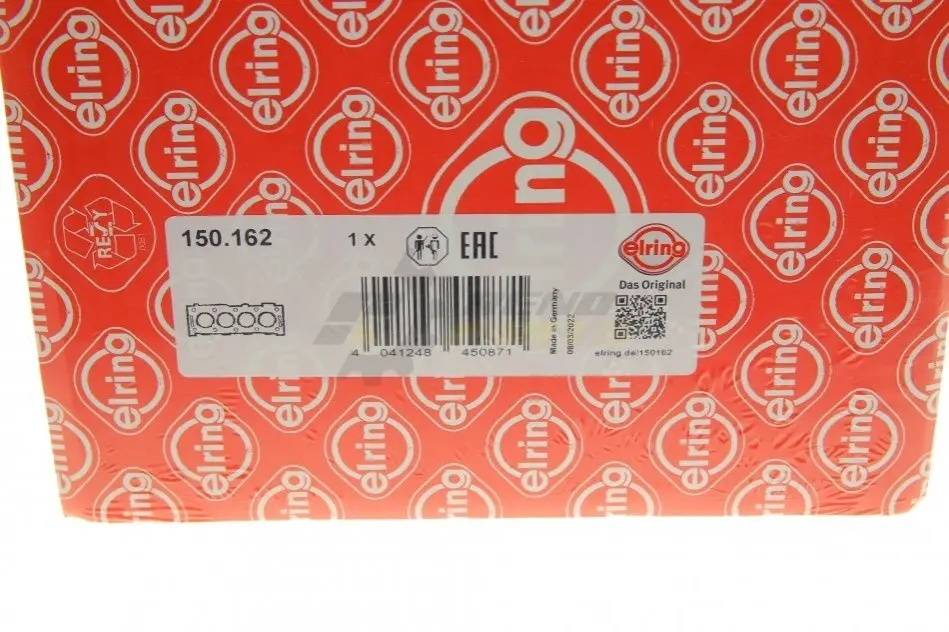 elring
RESY
150.162
1 X
EAC
elring
Das Original
Made in Germany
08/03/2022
4 041248 450871
elring.de/150162